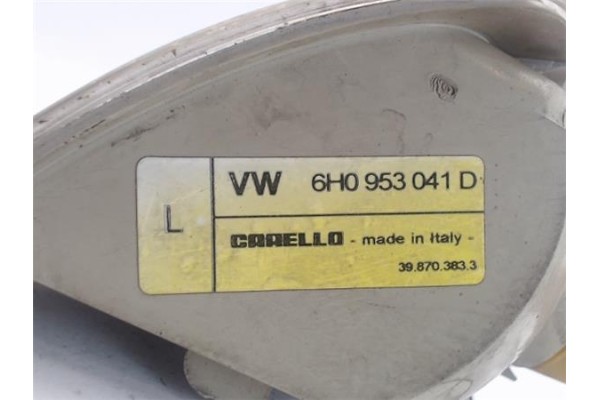 L
VW 6H0 953 041 D
CARELLO - made in Italy -
39.870.383.3